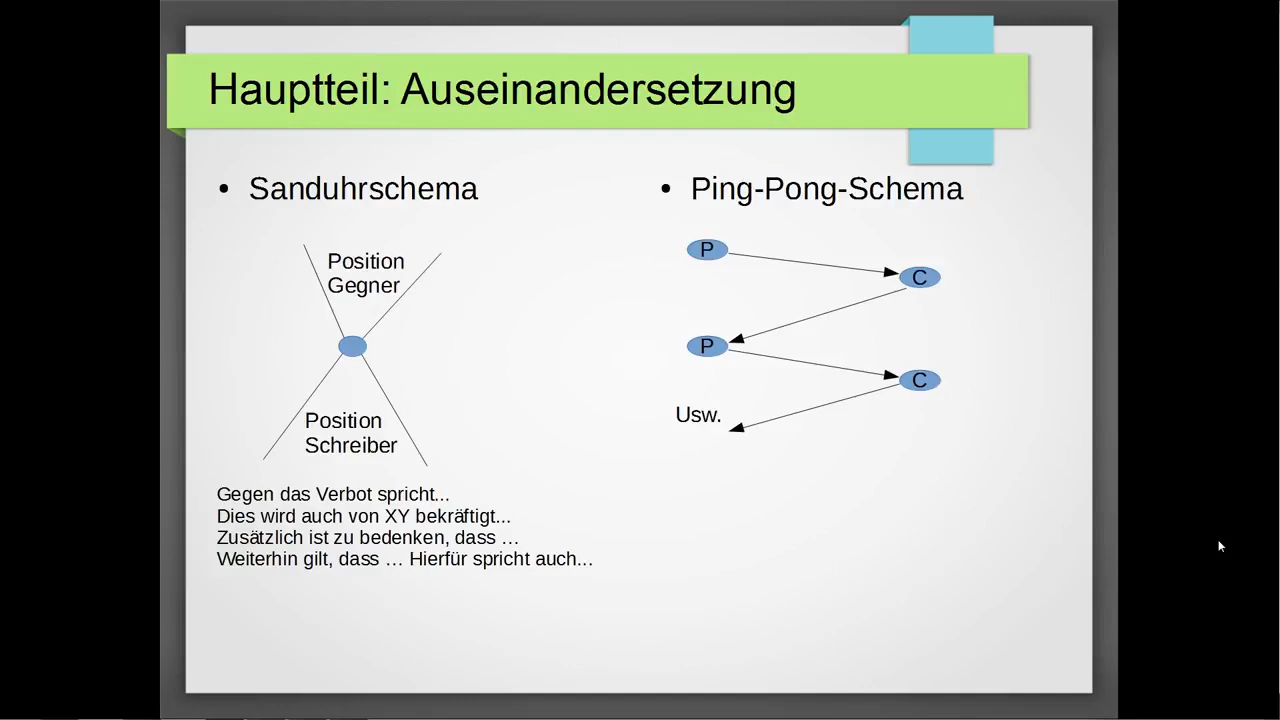 Hauptteil: Auseinandersetzung
• Sanduhrschema
Position
Gegner
Position
Schreiber
Gegen das Verbot spricht...
Dies wird auch von XY bekräftigt...
Zusätzlich ist zu bedenken, dass …
Weiterhin gilt, dass … Hierfür spricht auch...
• Ping-Pong-Schema
P
C
P
C
Usw.